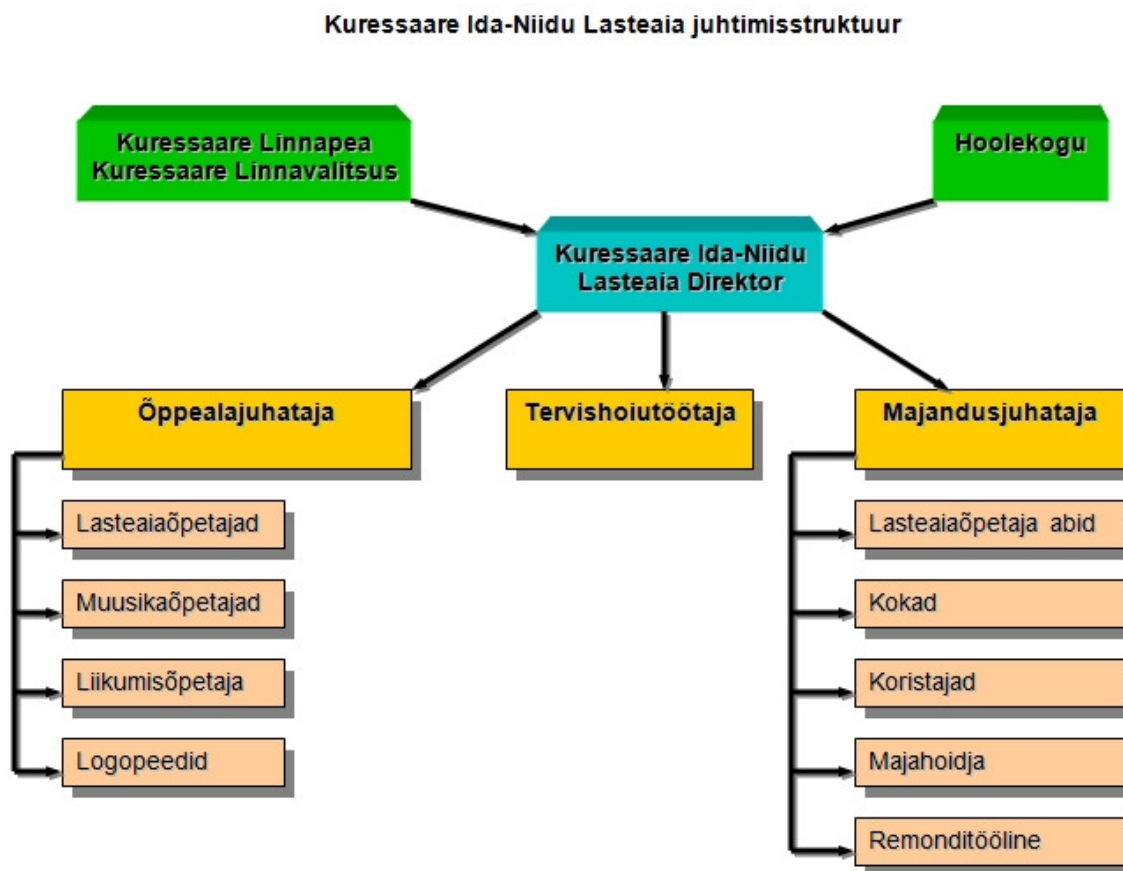 Kuressaare Ida-Niidu Lasteaia juhtimisstruktuur
Kuressaare Linnapea
Kuressaare Linnavalitsus
Hoolekogu
Kuressaare Ida-Niidu
Lasteaia Direktor
Õppealajuhataja
Tervishoiutöötaja
Majandusjuhataja
Lasteaiaõpetajad
Muusikaõpetajad
Liikumisõpetaja
Logopeedid
Lasteaiaõpetaja abid
Kokad
Koristajad
Majahoidja
Remonditööline